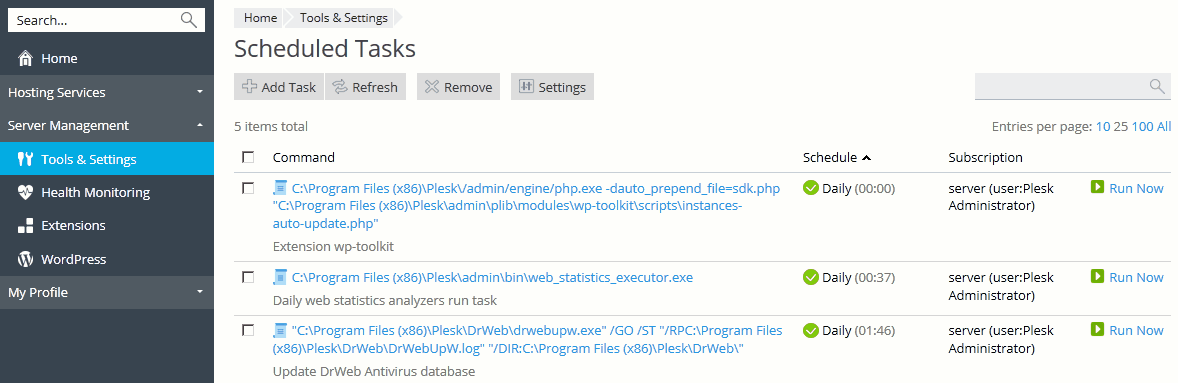 Search...
Home
Hosting Services
Server Management
Tools & Settings
Health Monitoring
Extensions
WordPress
My Profile
Home Tools & Settings
Scheduled Tasks
Add Task Refresh Remove Settings
5 items total Entries per page: 10 25 100 All
Command Schedule Subscription
C:\Program Files (x86)\Plesk\/admin/engine/php.exe -dauto_prepend_file=sdk.php Daily (00:00) server (user:Plesk Run Now
"C:\Program Files (x86)\Plesk\admin\plib\modules\wp-toolkit\scripts\instances- Administrator)
auto-update.php"
Extension wp-toolkit
C:\Program Files (x86)\Plesk\admin\bin\web_statistics_executor.exe Daily (00:37) server (user:Plesk Run Now
Daily web statistics analyzers run task Administrator)
"C:\Program Files (x86)\Plesk\DrWeb\drwebupw.exe" /GO /ST "/RPC:\Program Files Daily (01:46) server (user:Plesk Run Now
(x86)\Plesk\DrWeb\DrWebUpW.log" "/DIR:C:\Program Files (x86)\Plesk\DrWeb\" Administrator)
Update DrWeb Antivirus database